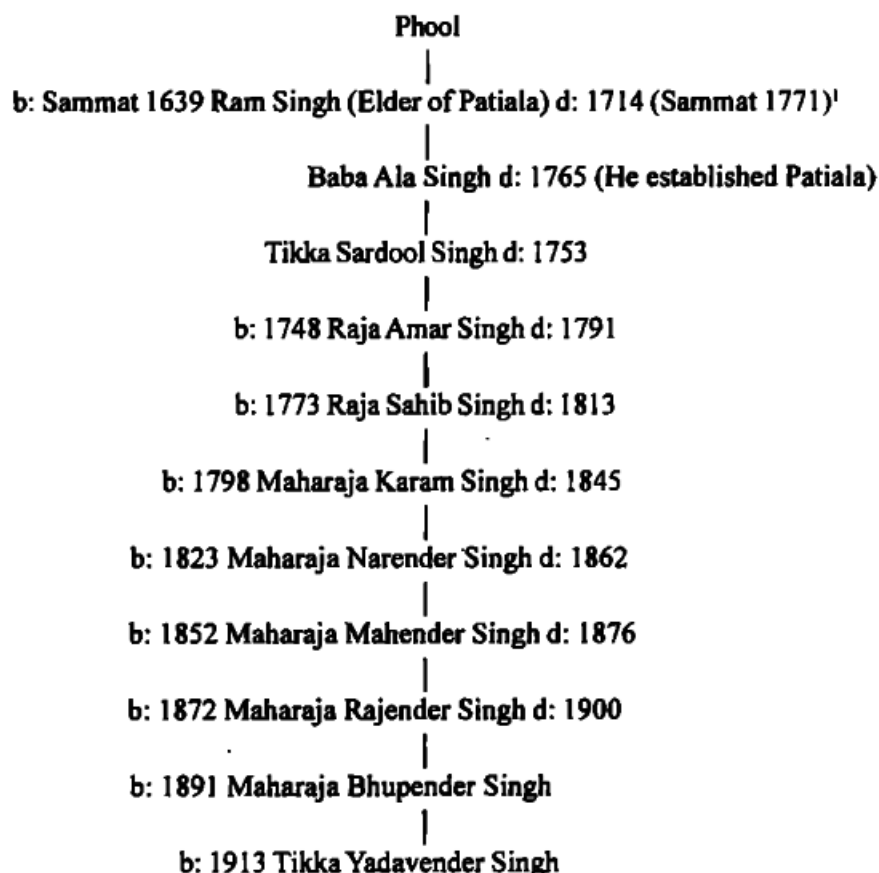 Phool
b: Sammat 1639 Ram Singh (Elder of Patiala) d: 1714 (Sammat 1771)¹
Baba Ala Singh d: 1765 (He established Patiala)
Tikka Sardool Singh d: 1753
b: 1748 Raja Amar Singh d: 1791
b: 1773 Raja Sahib Singh d: 1813
b: 1798 Maharaja Karam Singh d: 1845
b: 1823 Maharaja Narender Singh d: 1862
b: 1852 Maharaja Mahender Singh d: 1876
b: 1872 Maharaja Rajender Singh d: 1900
b: 1891 Maharaja Bhupender Singh
b: 1913 Tikka Yadavender Singh